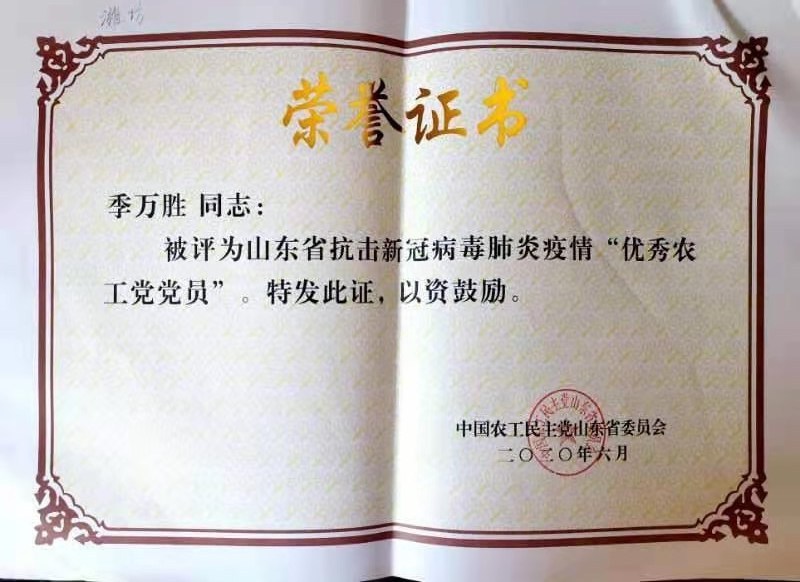 潍坊
荣誉证书
季万胜 同志：
被评为山东省抗击新冠病毒肺炎疫情“优秀农
工党党员”。特发此证，以资鼓励。
中国农工民主党山东省委员会
二〇二〇年六月